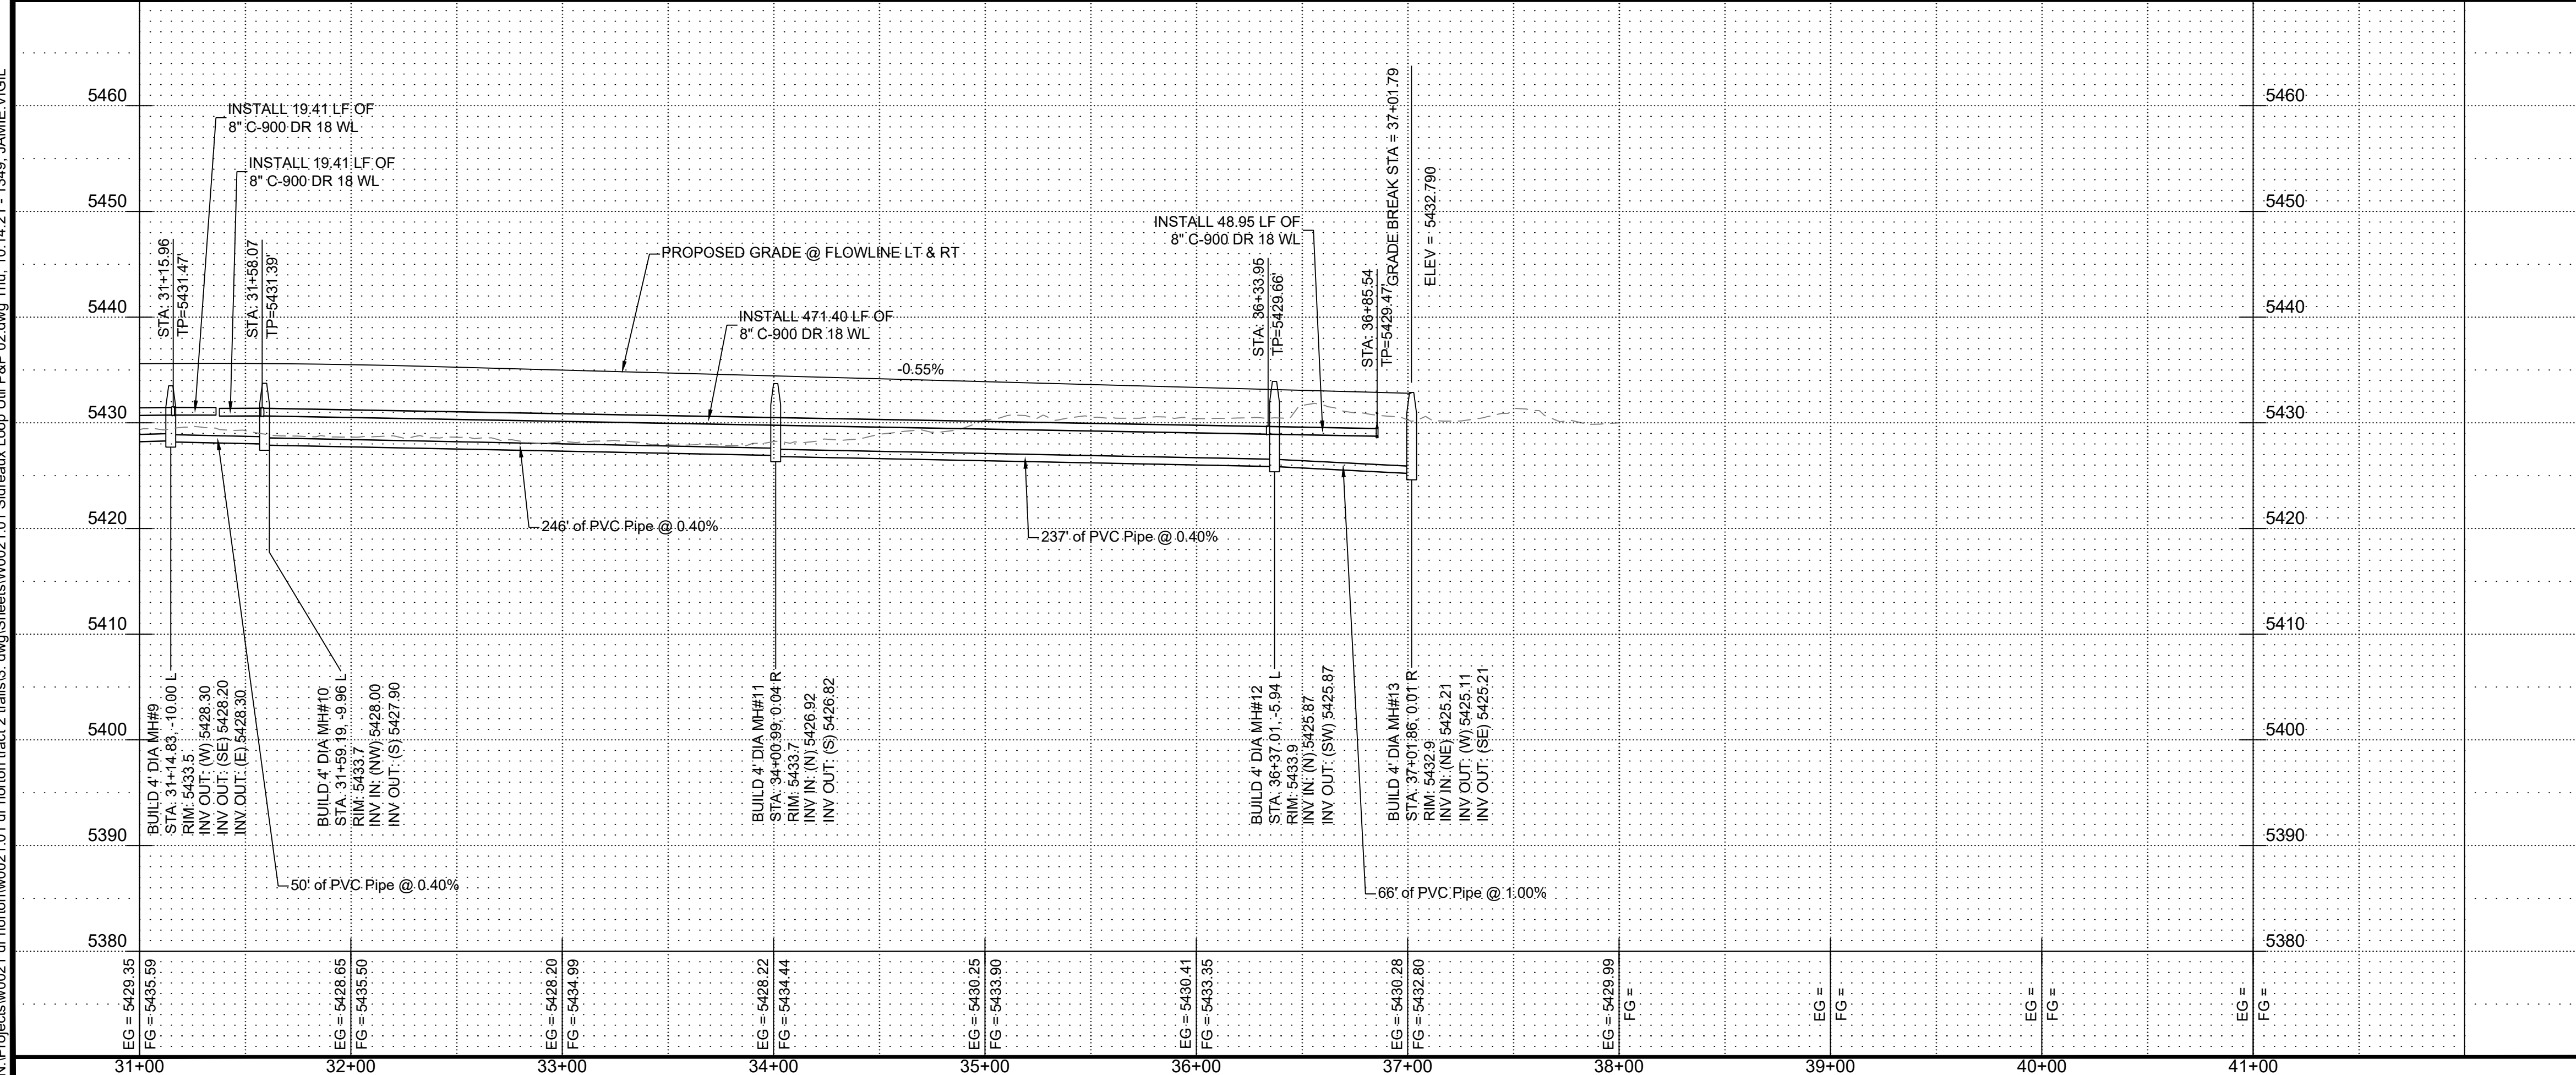 5460
5450
5440
5430
5420
5410
5400
5390
5380
INSTALL 19.41 LF OF
8" C-900 DR 18 WL
INSTALL 19.41 LF OF
8" C-900 DR 18 WL
STA: 31+15.96
TP=5431.47'
STA: 31+58.07
TP=5431.39'
PROPOSED GRADE @ FLOWLINE LT & RT
INSTALL 471.40 LF OF
8" C-900 DR 18 WL
-0.55%
INSTALL 48.95 LF OF
8" C-900 DR 18 WL
STA: 36+33.95
TP=5429.66'
STA: 36+85.54
TP=5429.47'
GRADE BREAK STA = 37+01.79
ELEV = 5432.790
246' of PVC Pipe @ 0.40%
237' of PVC Pipe @ 0.40%
50' of PVC Pipe @ 0.40%
66' of PVC Pipe @ 1.00%
BUILD 4' DIA MH#9
STA: 31+14.83, -10.00 L
RIM: 5433.5
INV OUT: (W) 5428.30
INV OUT: (SE) 5428.20
INV OUT: (E) 5428.30
BUILD 4' DIA MH#10
STA: 31+59.19, -9.96 L
RIM: 5433.7
INV IN: (NW) 5428.00
INV OUT: (S) 5427.90
BUILD 4' DIA MH#11
STA: 34+00.99, 0.04 R
RIM: 5433.7
INV IN: (N) 5426.92
INV OUT: (S) 5426.82
BUILD 4' DIA MH#12
STA: 36+37.01, -5.94 L
RIM: 5433.9
INV IN: (N) 5425.87
INV OUT: (SW) 5425.87
BUILD 4' DIA MH#13
STA: 37+01.86, 0.01 R
RIM: 5432.9
INV IN: (NE) 5425.21
INV OUT: (W) 5425.11
INV OUT: (SE) 5425.21
5460
5450
5440
5430
5420
5410
5400
5390
5380
EG = 5429.35
FG = 5435.59
EG = 5428.65
FG = 5435.50
EG = 5428.20
FG = 5434.99
EG = 5428.22
FG = 5434.44
EG = 5430.25
FG = 5433.90
EG = 5430.41
FG = 5433.35
EG = 5430.28
FG = 5432.80
EG = 5429.99
FG =
EG =
FG =
EG =
FG =
EG =
FG =
31+00
32+00
33+00
34+00
35+00
36+00
37+00
38+00
39+00
40+00
41+00